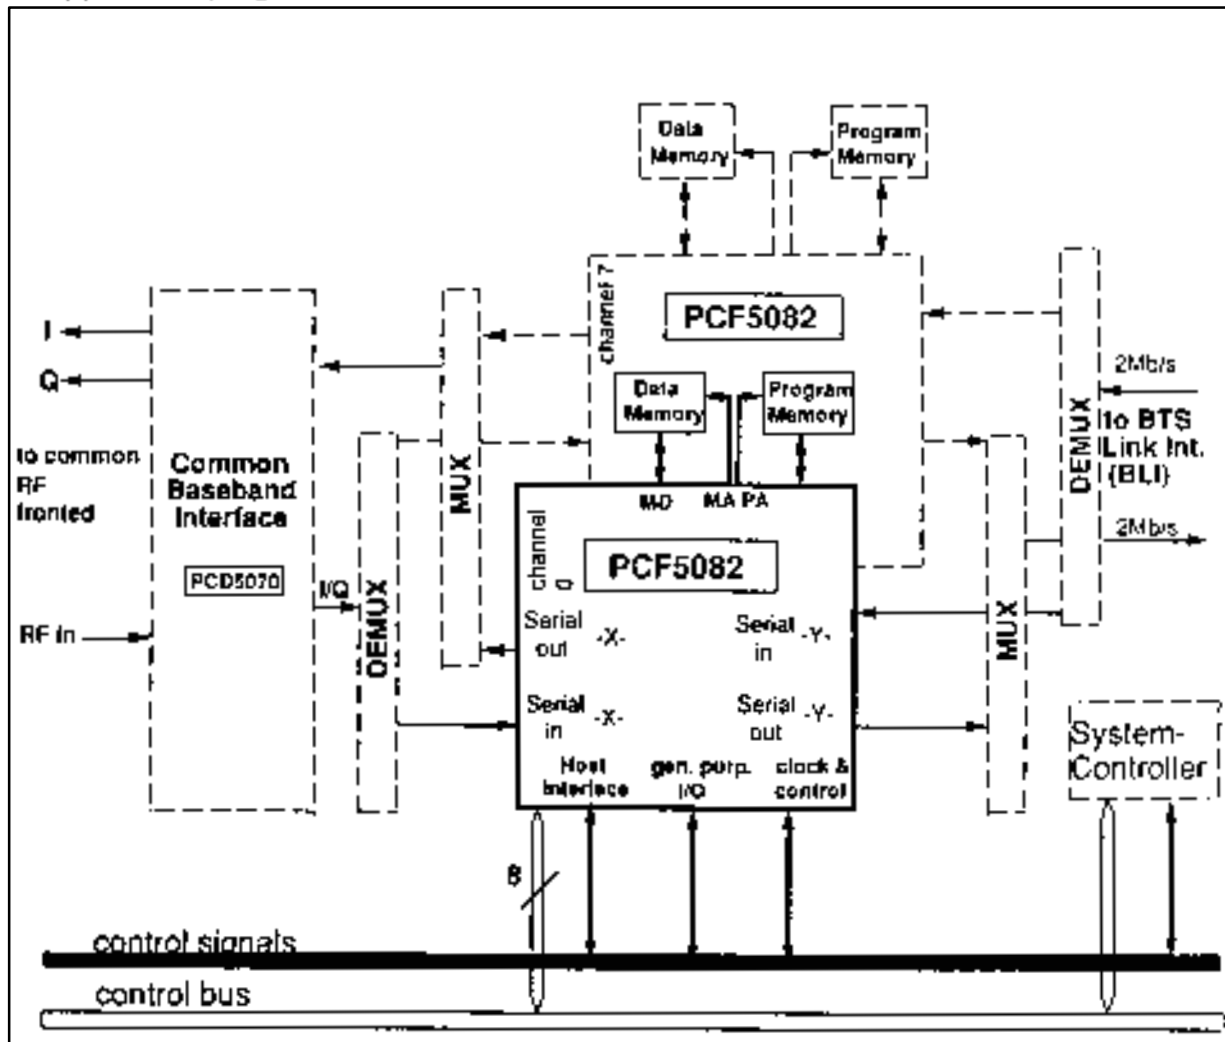 Data
Memory
Program
Memory
channel 7
PCF5082
I
Q
to common
RF
fronted
RF in
Common
Baseband
Interface
PCD5070
I/Q
DEMUX
MUX
Data
Memory
Program
Memory
MD
MA
PA
channel
0
PCF5082
Serial
out
-X-
Serial
in
-Y-
Serial
in
-X-
Serial
out
-Y-
Host
Interface
gen. purp.
I/O
clock &
control
MUX
DEMUX
2Mb/s
to BTS
Link Int.
(BLI)
2Mb/s
System-
Controller
8
control signals
control bus